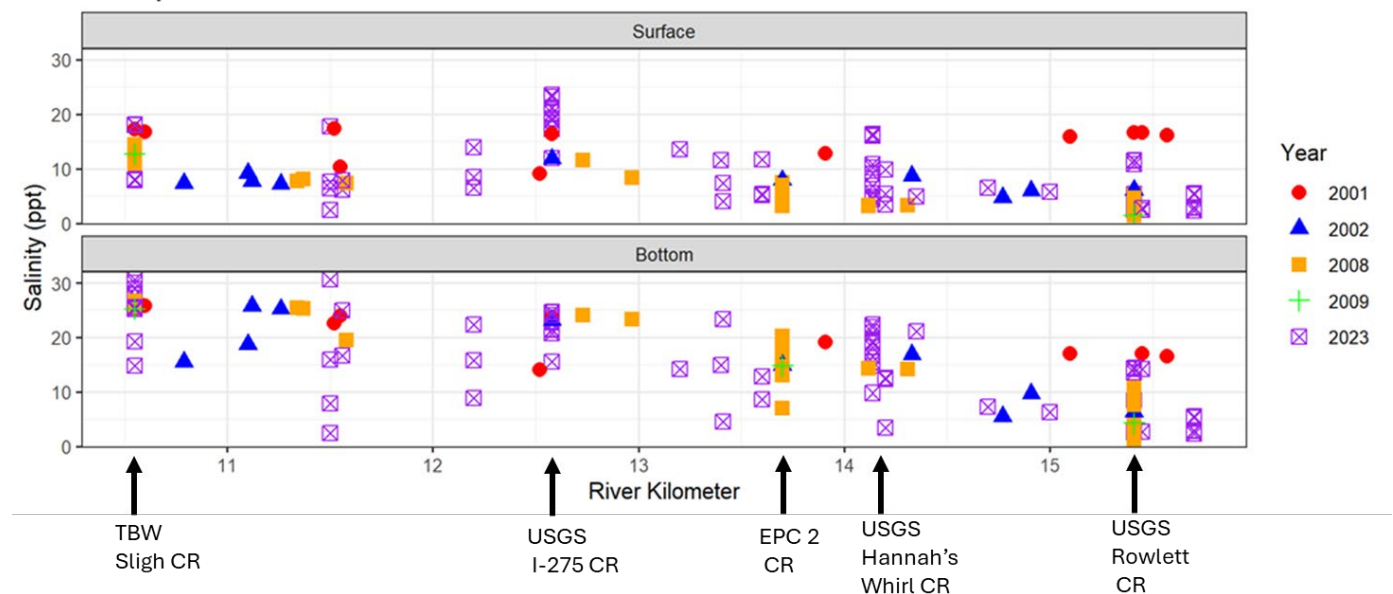 Surface
30
20
10
0
Bottom
30
20
10
0
Salinity (ppt)
11 12 13 14 15
River Kilometer
Year
2001
2002
2008
2009
2023
TBW
Sligh CR
USGS
I-275 CR
EPC 2
CR
USGS
Hannah’s
Whirl CR
USGS
Rowlett
CR